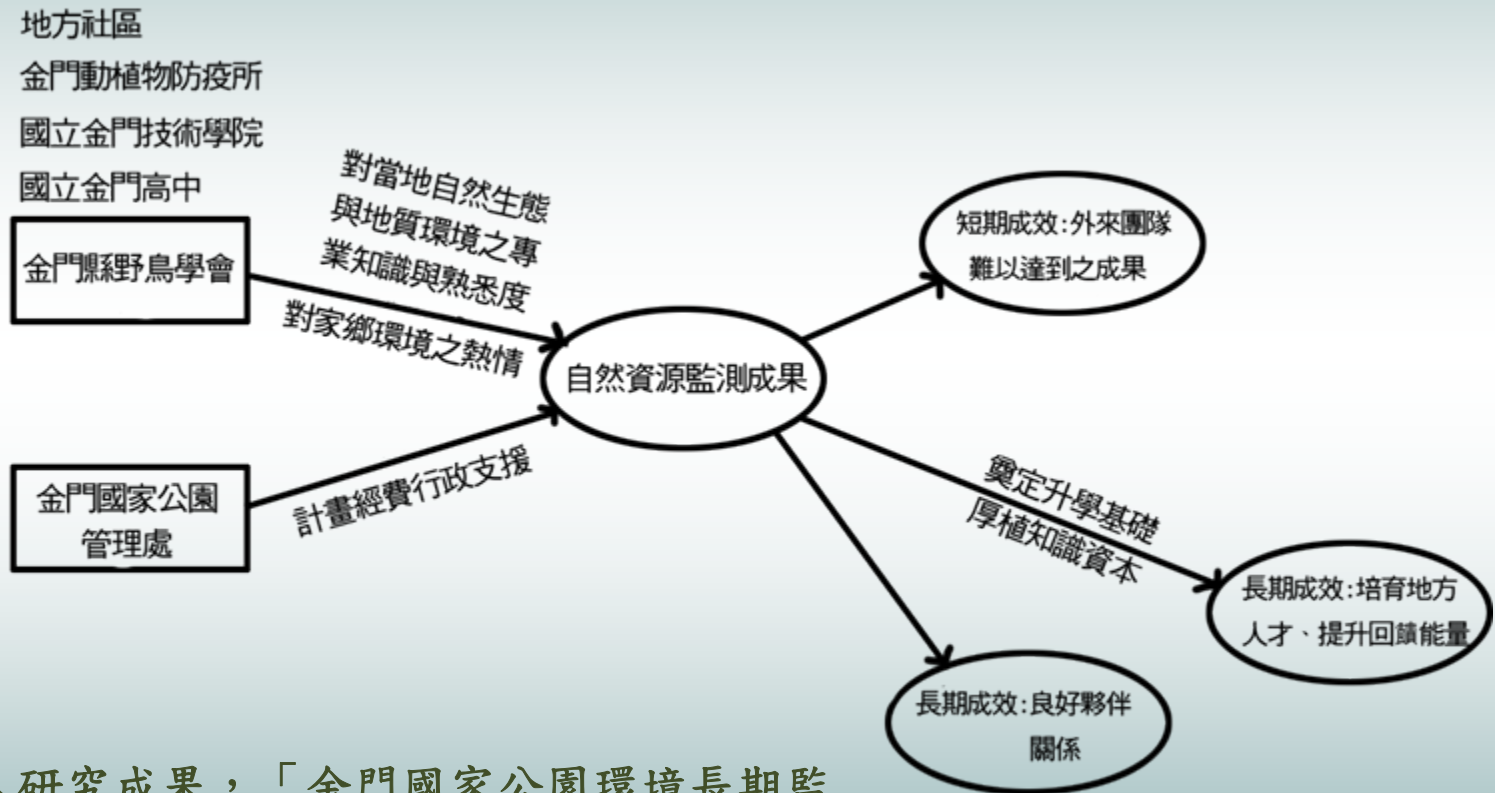 地方社區
金門動植物防疫所
國立金門技術學院
國立金門高中
金門縣野鳥學會
對當地自然生態
與地質環境之專
業知識與熟悉度
對家鄉環境之熱情
金門國家公園
管理處
計畫經費行政支援
自然資源監測成果
短期成效:外來團隊
難以達到之成果
奠定升學基礎
厚植知識資本
長期成效:培育地方
人才、提升回饋能量
長期成效:良好夥伴
關係
研究成果，「金門國家公園環境長期監